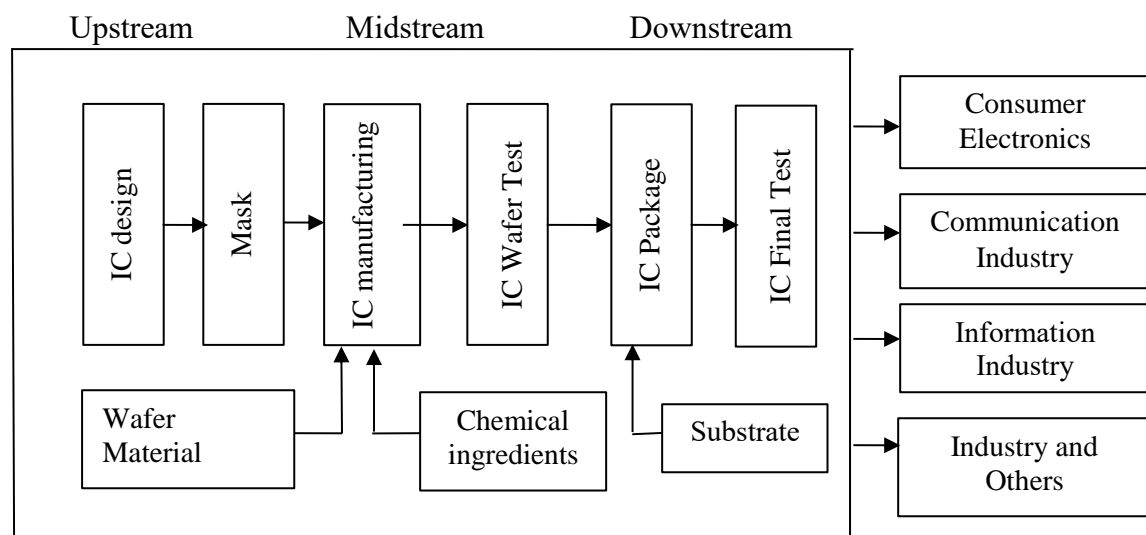 Upstream
Midstream
Downstream
IC design
Mask
IC manufacturing
IC Wafer Test
IC Package
IC Final Test
Wafer
Material
Chemical
ingredients
Substrate
Consumer
Electronics
Communication
Industry
Information
Industry
Industry and
Others